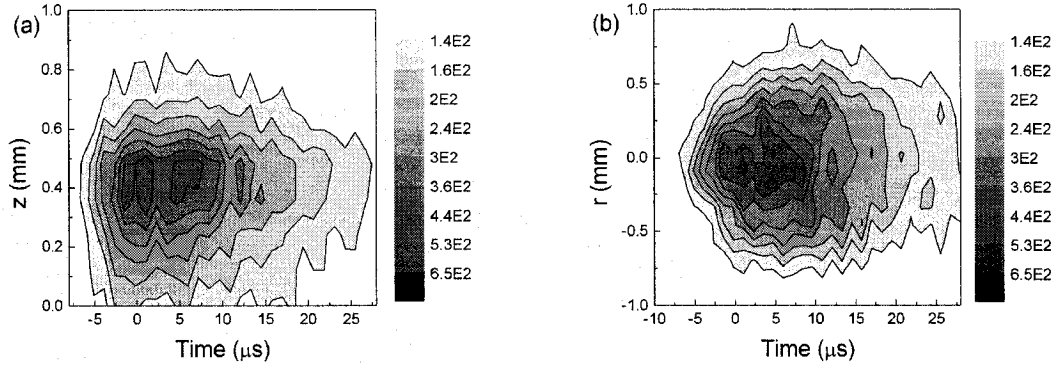 (a)
1.0
0.8
0.6
0.4
0.2
0.0
z (mm)
-5 0 5 10 15 20 25
Time (μs)
1.4E2
1.6E2
2E2
2.4E2
3E2
3.6E2
4.4E2
5.3E2
6.5E2
(b)
1.0
0.5
0.0
-0.5
-1.0
r (mm)
-10 -5 0 5 10 15 20 25
Time (μs)
1.4E2
1.6E2
2E2
2.4E2
3E2
3.6E2
4.4E2
5.3E2
6.5E2